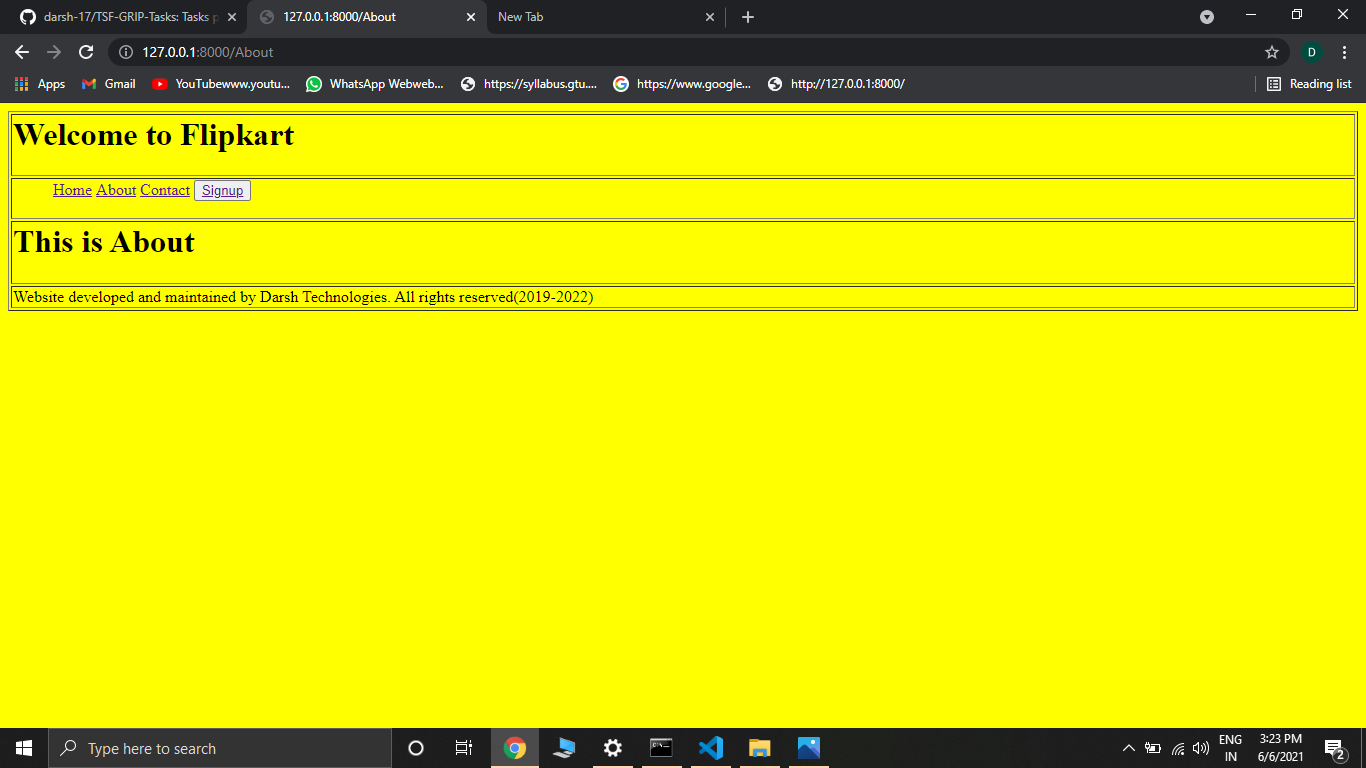 darsh-17/TSF-GRIP-Tasks: Tasks p
127.0.0.1:8000/About
New Tab
127.0.0.1:8000/About
D
Apps
Gmail
YouTubewww.youtu...
WhatsApp Webweb...
https://syllabus.gtu....
https://www.google...
http://127.0.0.1:8000/
Reading list
Welcome to Flipkart
Home About Contact Signup
This is About
Website developed and maintained by Darsh Technologies. All rights reserved(2019-2022)
Type here to search
ENG
IN
3:23 PM
6/6/2021
2